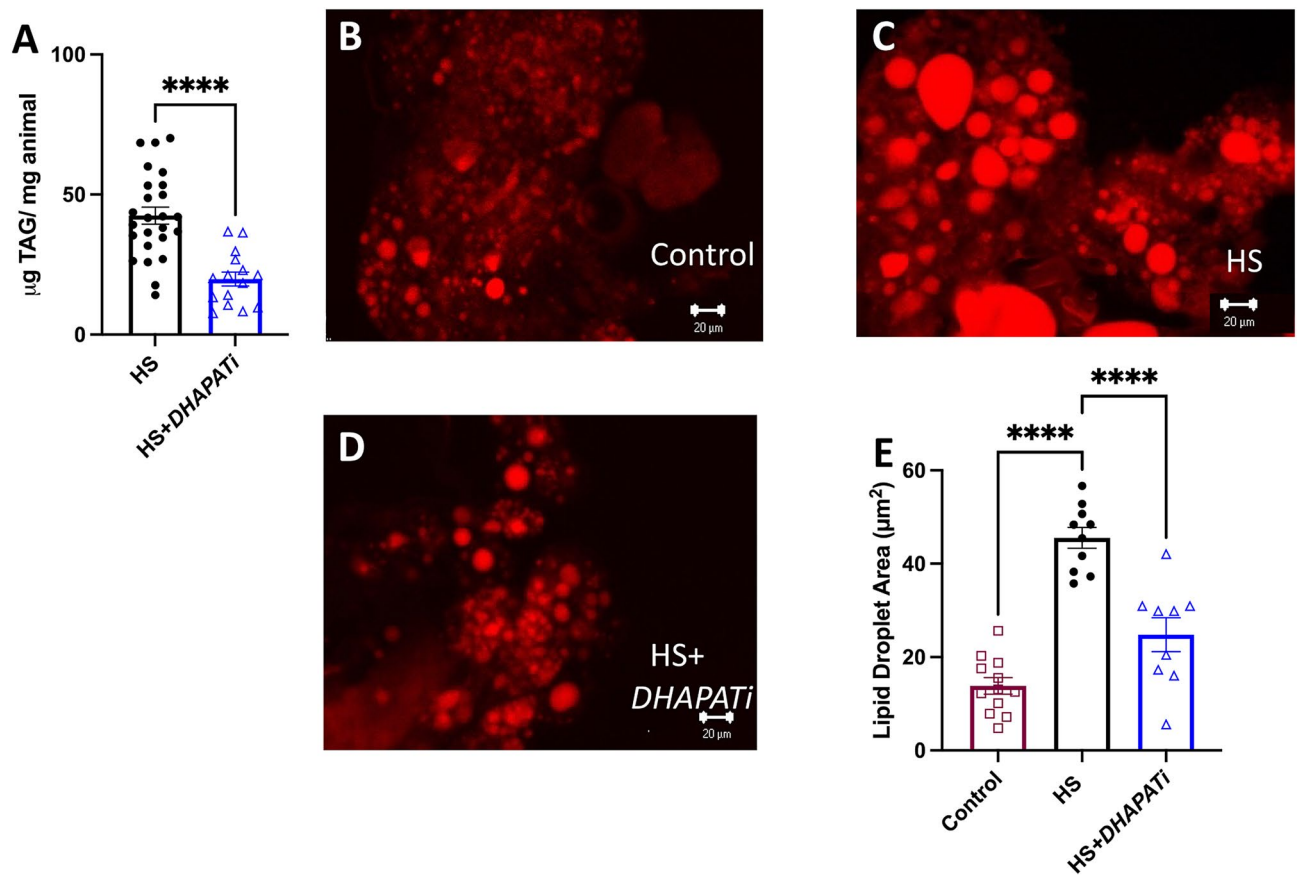 A
μg TAG/ mg animal
100
50
0
****
HS
HS+DHAPATi
B
Control
20 μm
C
HS
20 μm
D
HS+
DHAPATi
20 μm
E
Lipid Droplet Area (μm²)
60
40
20
0
****
****
Control
HS
HS+DHAPATi